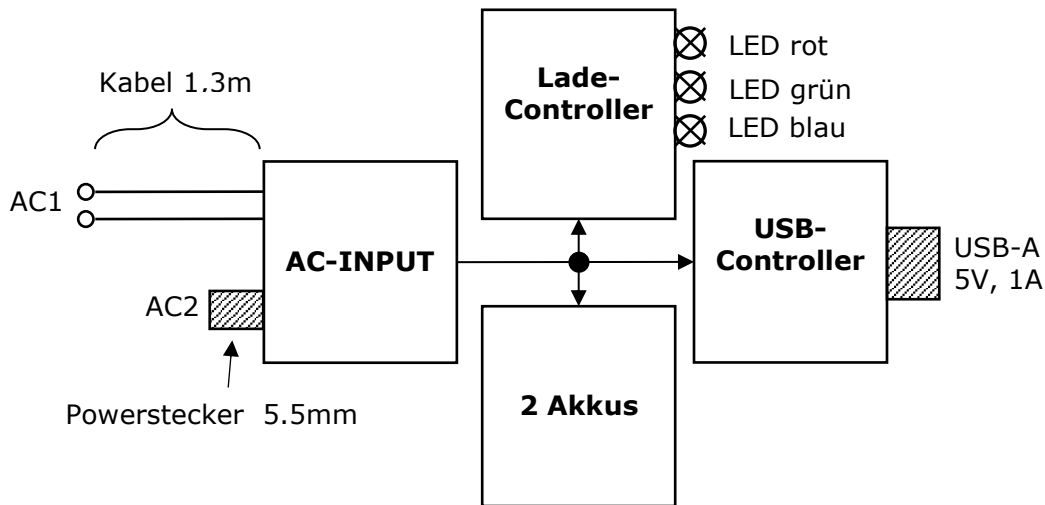 LED rot
Lade-
Controller
LED grün
LED blau
Kabel 1.3m
AC1
AC-INPUT
USB-
Controller
USB-A
5V, 1A
AC2
2 Akkus
Powerstecker 5.5mm